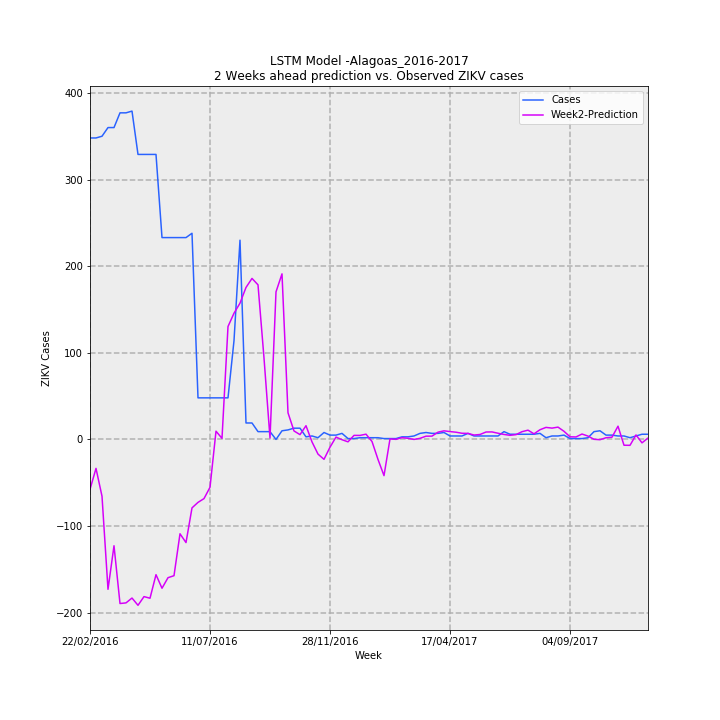 LSTM Model -Alagoas_2016-2017
2 Weeks ahead prediction vs. Observed ZIKV cases
Cases
Week2-Prediction
400
300
200
100
0
−100
−200
ZIKV Cases
22/02/2016
11/07/2016
28/11/2016
17/04/2017
04/09/2017
Week